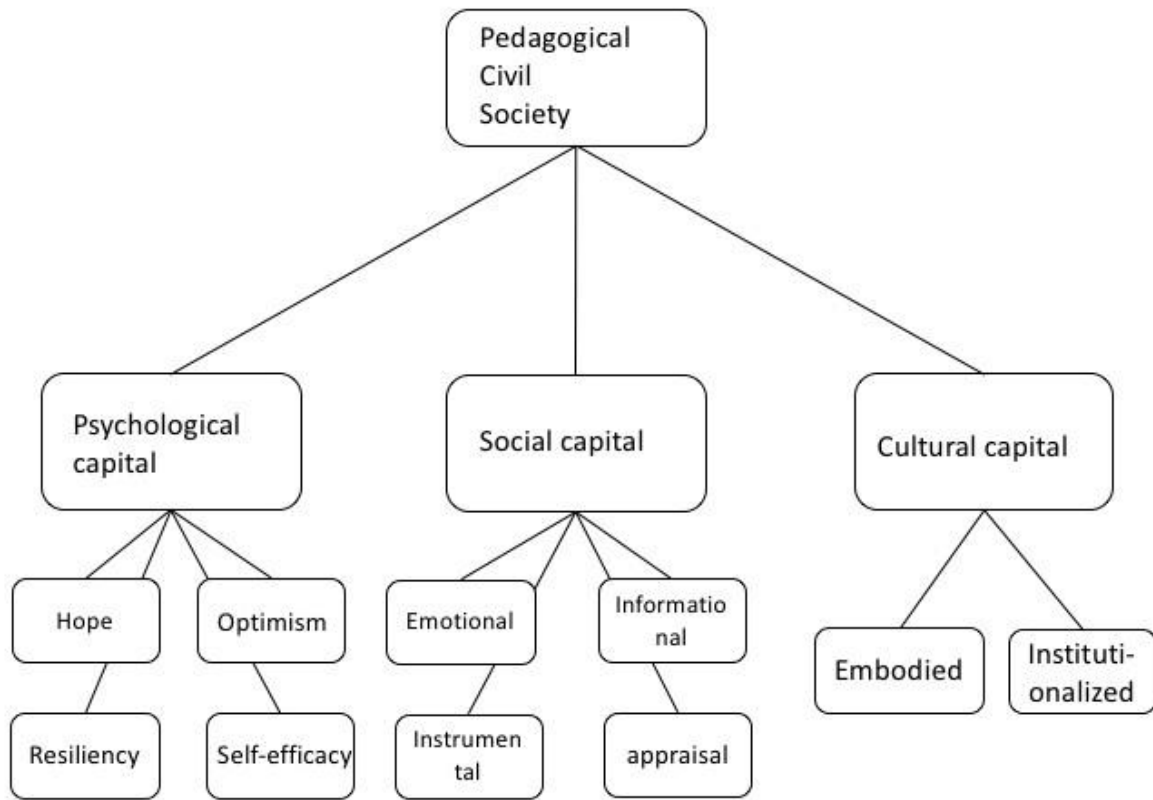 Pedagogical
Civil
Society
Psychological
capital
Social capital
Cultural capital
Hope
Optimism
Emotional
Informatio
nal
Embodied
Instituti-
onalized
Resiliency
Self-efficacy
Instrumen
tal
appraisal